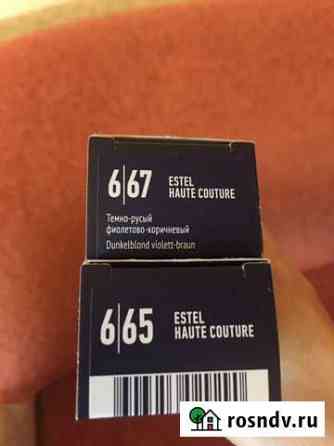 6|67 ESTEL
HAUTE COUTURE
Темно-русый
фиолетово-коричневый
Dunkelblond violett-braun
6|65 ESTEL
HAUTE COUTURE
rosndv.ru